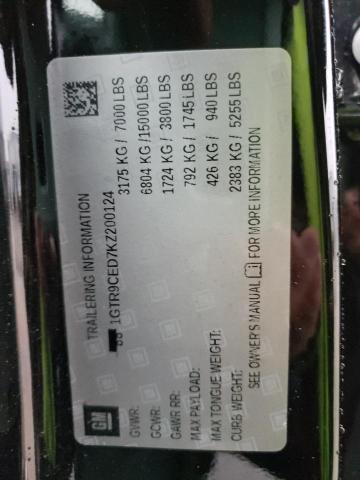 GM
TRAILERING INFORMATION
1GTR9CED7KZ200124
GVWR: 3175 KG / 7000 LBS
GCWR: 6804 KG / 15000 LBS
GAWR RR: 1724 KG / 3800 LBS
MAX PAYLOAD: 792 KG / 1745 LBS
MAX TONGUE WEIGHT: 426 KG / 940 LBS
CURB WEIGHT: 2383 KG / 5255 LBS
SEE OWNER'S MANUAL FOR MORE INFORMATION